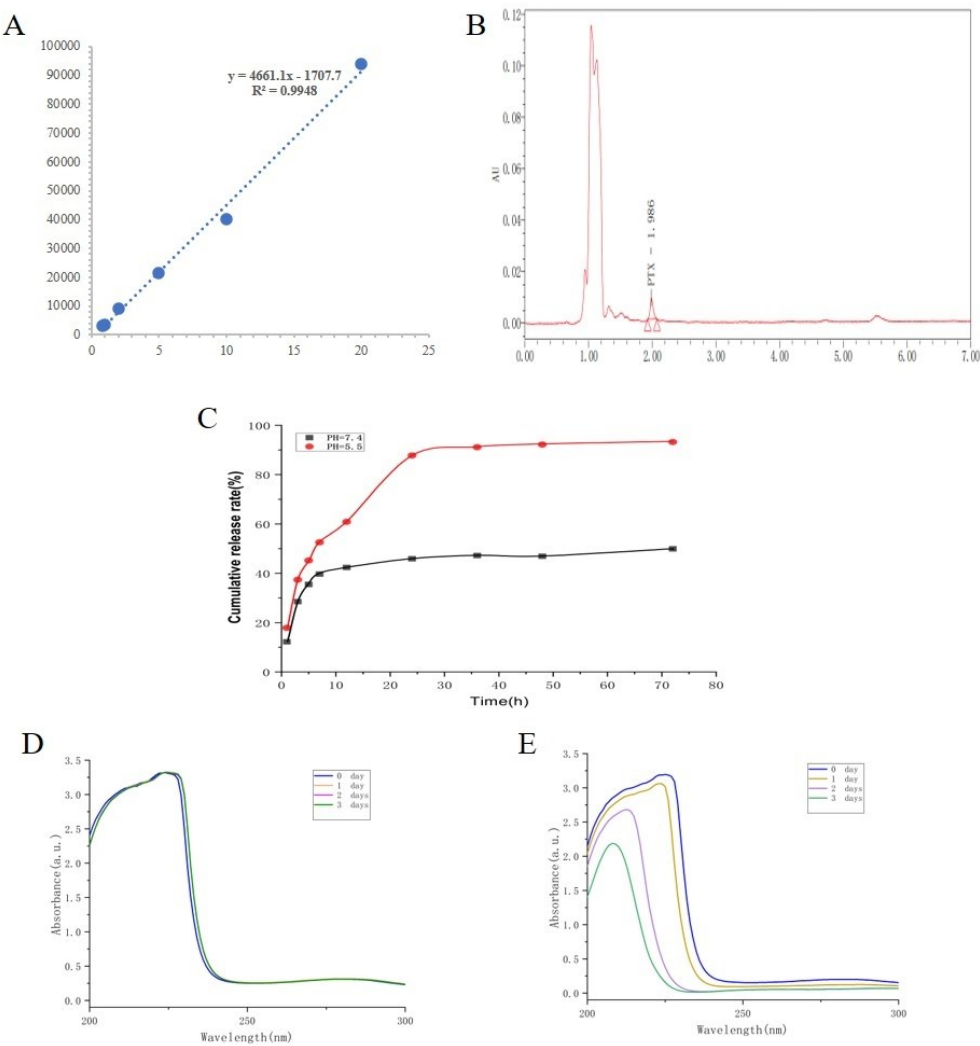 A
100000
90000
80000
70000
60000
50000
40000
30000
20000
10000
0
0 5 10 15 20 25
y = 4661.1x - 1707.7
R² = 0.9948
B
0.12
0.10
0.08
0.06
0.04
0.02
0.00
AU
PTX - 1.986
0.00 1.00 2.00 3.00 4.00 5.00 6.00 7.00
C
100
80
60
40
20
0
Cumulative release rate(%)
PH=7.4
PH=5.5
0 10 20 30 40 50 60 70 80
Time(h)
D
3.5
3.0
2.5
2.0
1.5
1.0
0.5
0.0
Absorbance(a.u.)
0 day
1 day
2 days
3 days
200 250 300
Wavelength(nm)
E
3.5
3.0
2.5
2.0
1.5
1.0
0.5
0.0
Absorbance(a.u.)
0 day
1 day
2 days
3 days
200 250 300
Wavelength(nm)